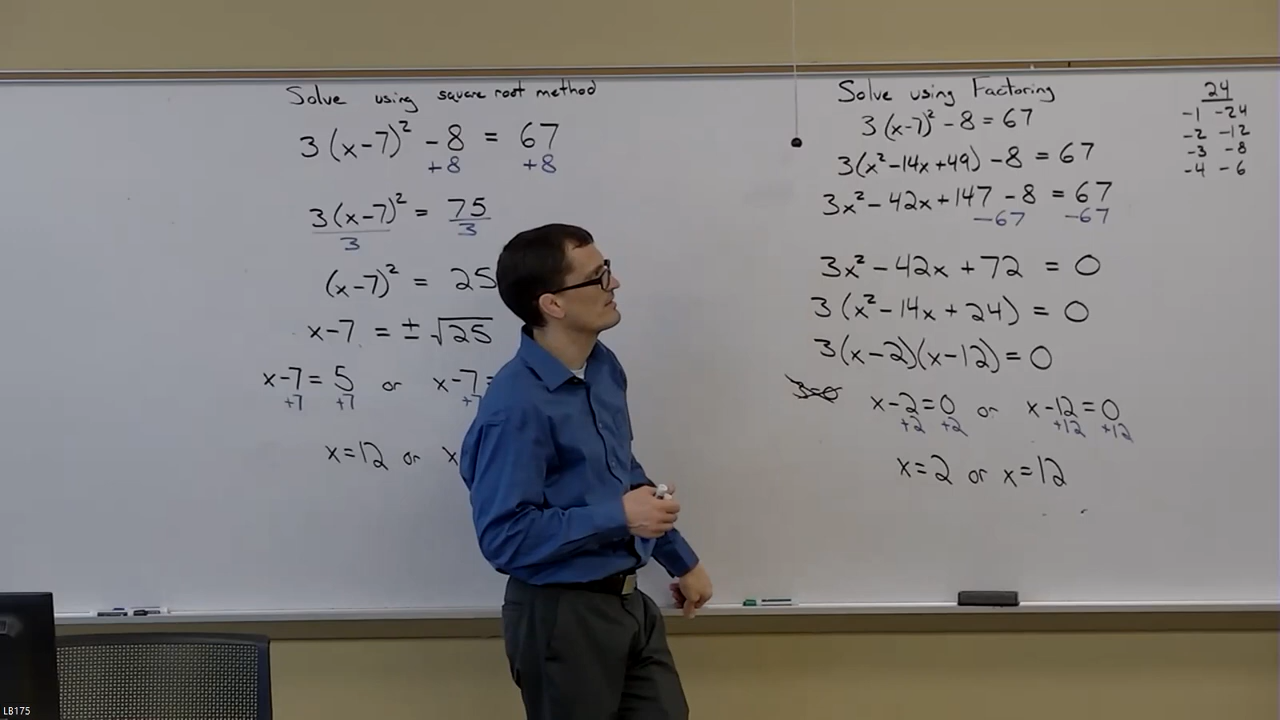 Solve using square root method
3(x-7)² - 8 = 67
+8 +8
3(x-7)² = 75
3 3
(x-7)² = 25
x-7 = ± √25
x-7 = 5 or x-7=
+7 +7 +7
x=12 or x
Solve using Factoring
3(x-7)² - 8 = 67
3(x²-14x+49) - 8 = 67
3x² - 42x + 147 - 8 = 67
-67 -67
3x² - 42x + 72 = 0
3(x² - 14x + 24) = 0
3(x-2)(x-12) = 0
3=0 x-2=0 or x-12=0
+2 +2 +12 +12
x=2 or x=12
24
-1 -24
-2 -12
-3 -8
-4 -6
LB175